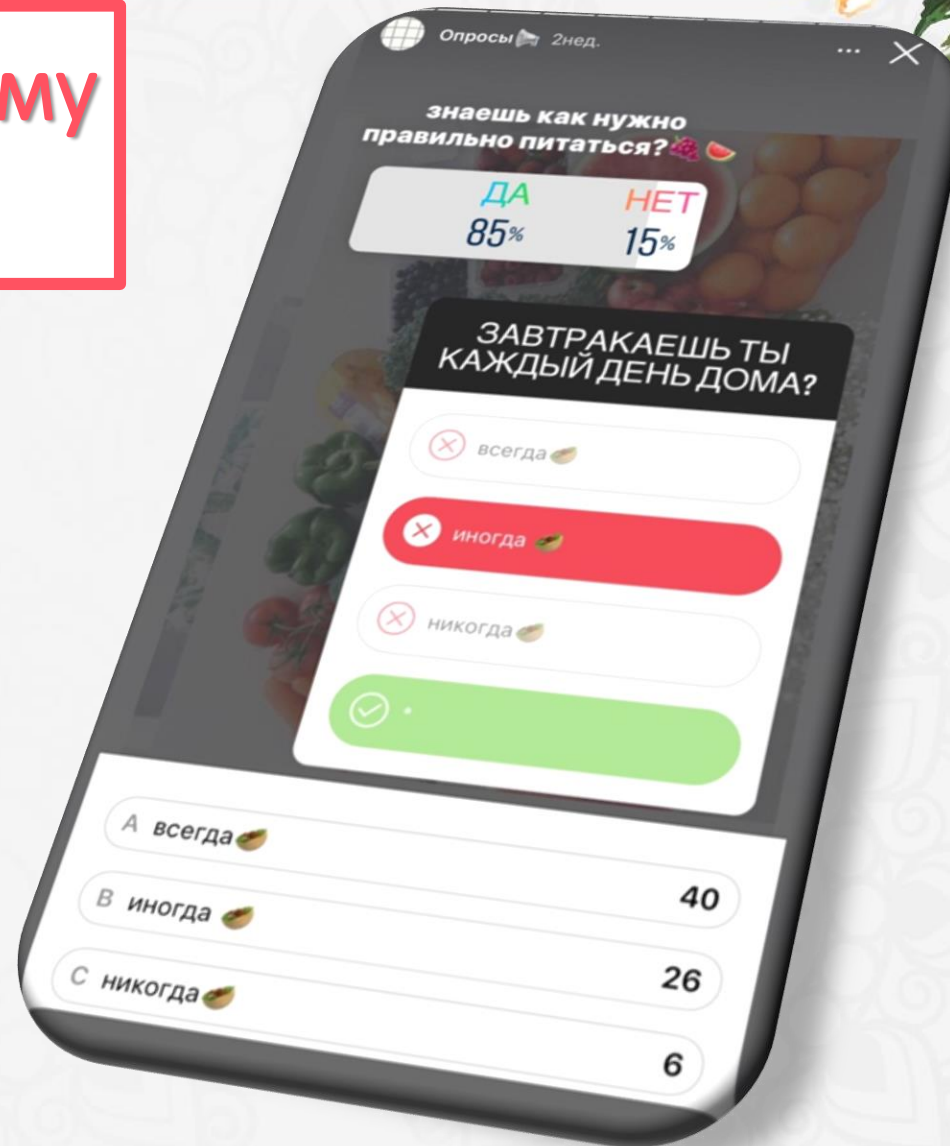 му
Опросы 2нед.
знаешь как нужно
правильно питаться?
ДА НЕТ
85% 15%
ЗАВТРАКАЕШЬ ТЫ
КАЖДЫЙ ДЕНЬ ДОМА?
всегда
иногда
никогда
A всегда 40
B иногда 26
C никогда 6